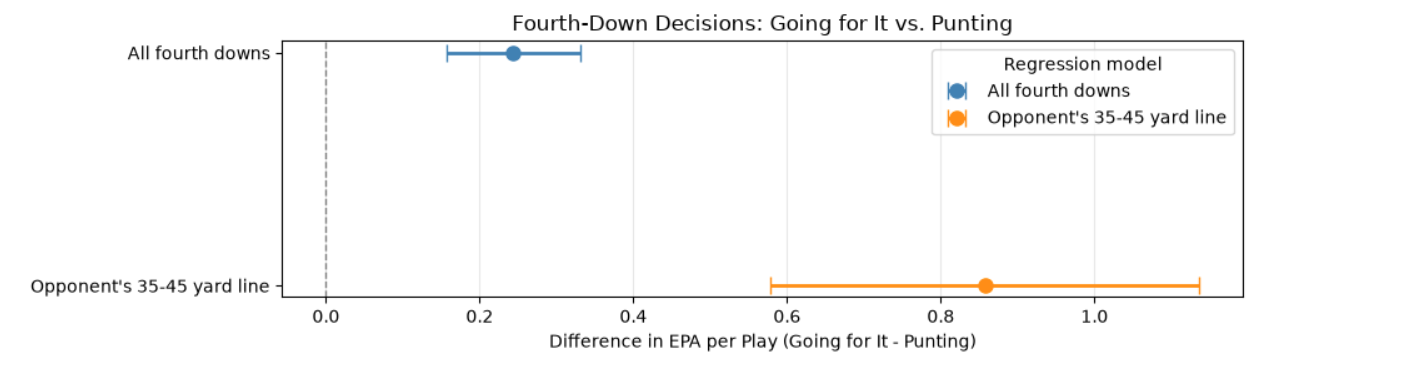 Fourth-Down Decisions: Going for It vs. Punting
All fourth downs
Regression model
All fourth downs
Opponent's 35-45 yard line
Opponent's 35-45 yard line
0.0 0.2 0.4 0.6 0.8 1.0
Difference in EPA per Play (Going for It - Punting)